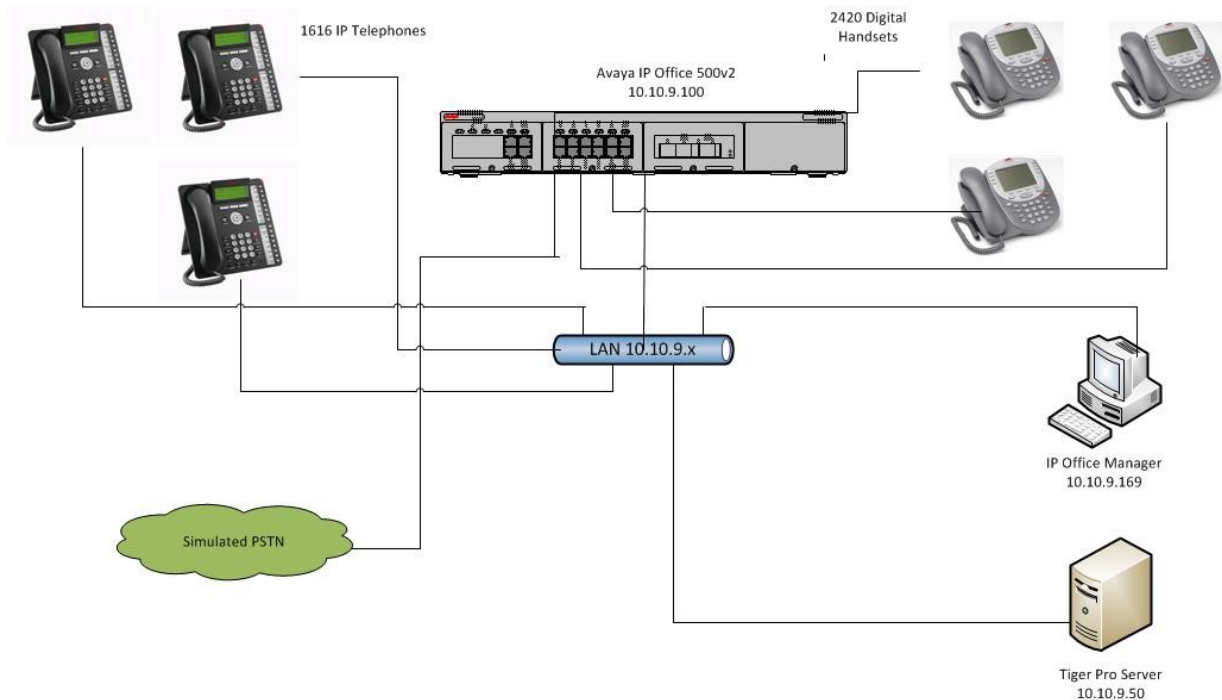 1616 IP Telephones
2420 Digital
Handsets
Avaya IP Office 500v2
10.10.9.100
LAN 10.10.9.x
IP Office Manager
10.10.9.169
Simulated PSTN
Tiger Pro Server
10.10.9.50